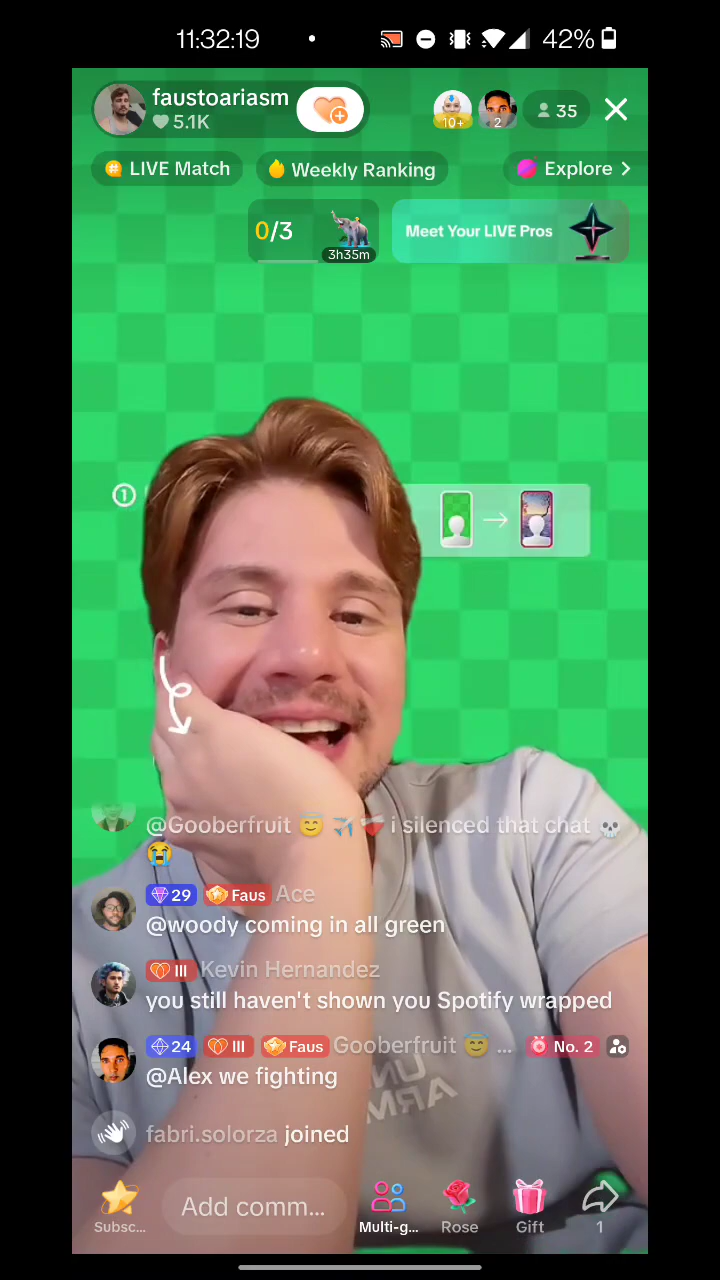 11:32:19
42%
faustoariasm
5.1K
10+
2
35
LIVE Match
Weekly Ranking
Explore
0/3
3h35m
Meet Your LIVE Pros
1
@Gooberfruit 😇 ✈️ ❤️‍🩹 i silenced that chat 💀
😭
29 Faus Ace
@woody coming in all green
III Kevin Hernandez
you still haven't shown you Spotify wrapped
24 III Faus Gooberfruit 😇 ... No. 2
@Alex we fighting
UN
ARM
fabri.solorza joined
Subsc...
Add comm...
Multi-g...
Rose
Gift
1